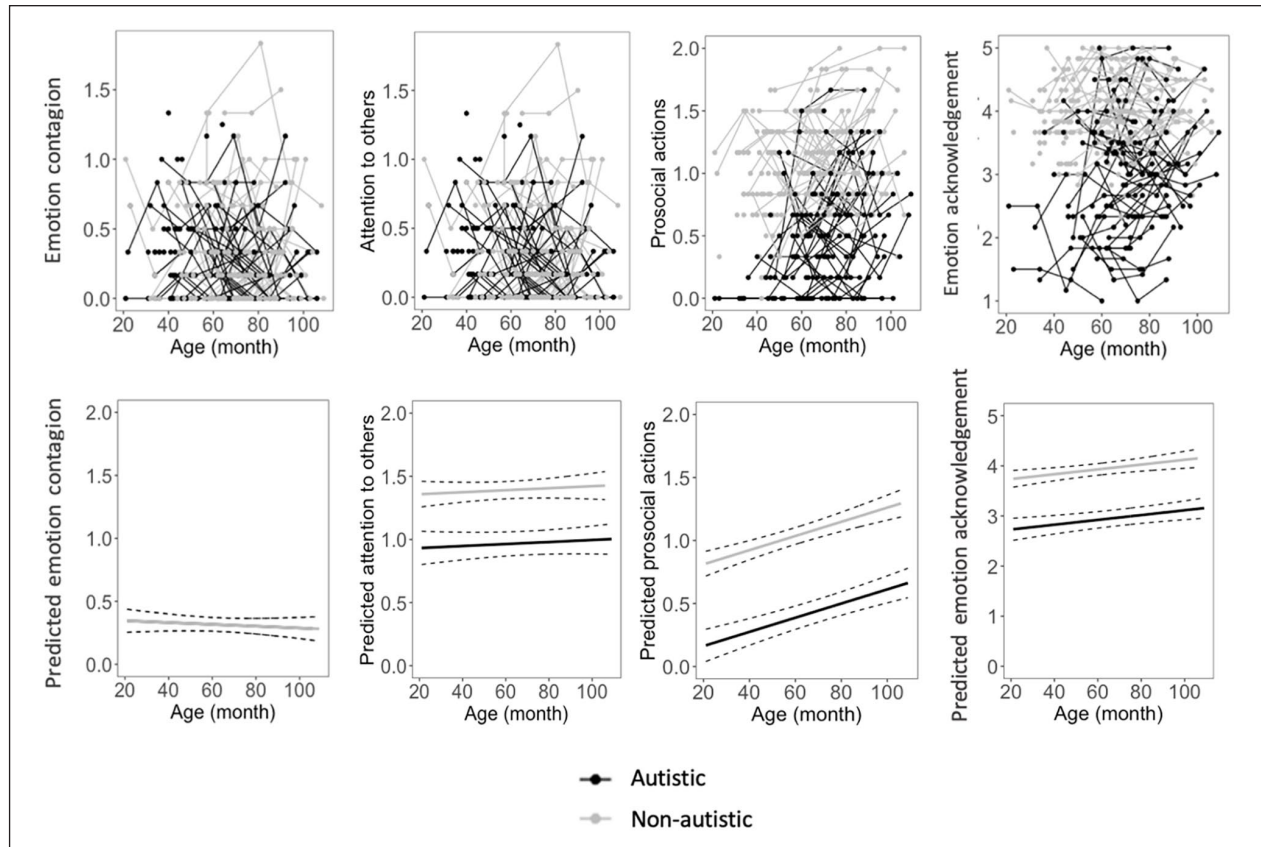 Emotion contagion
1.5
1.0
0.5
0.0
20 40 60 80 100
Age (month)
Attention to others
1.5
1.0
0.5
0.0
20 40 60 80 100
Age (month)
Prosocial actions
2.0
1.5
1.0
0.5
0.0
20 40 60 80 100
Age (month)
Emotion acknowledgement
5
4
3
2
1
20 40 60 80 100
Age (month)
Predicted emotion contagion
2.0
1.5
1.0
0.5
0.0
20 40 60 80 100
Age (month)
Predicted attention to others
2.0
1.5
1.0
0.5
0.0
20 40 60 80 100
Age (month)
Predicted prosocial actions
2.0
1.5
1.0
0.5
0.0
20 40 60 80 100
Age (month)
Predicted emotion acknowledgement
5
4
3
2
1
0
20 40 60 80 100
Age (month)
Autistic
Non-autistic